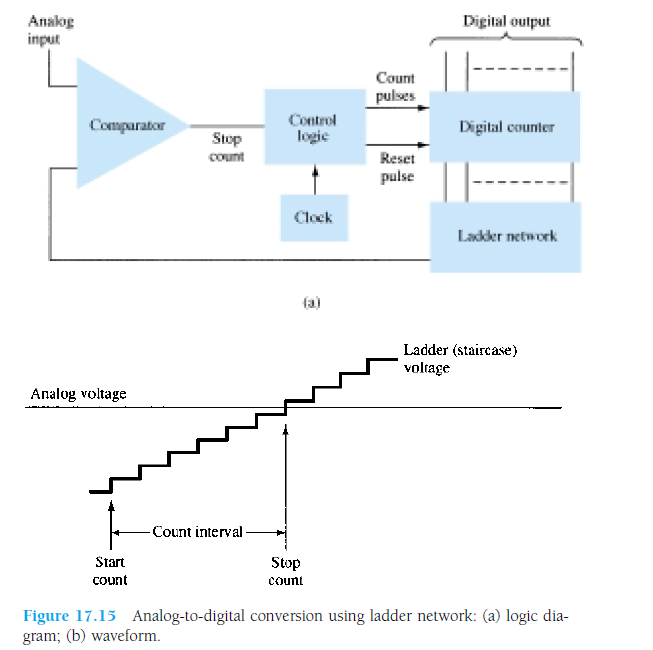 Analog
input
Digital output
Comparator
Stop
count
Control
logic
Count
pulses
Reset
pulse
Digital counter
Clock
Ladder network
(a)
Ladder (staircase)
voltage
Analog voltage
Count interval
Start
count
Stop
count
Figure 17.15 Analog-to-digital conversion using ladder network: (a) logic dia-
gram; (b) waveform.